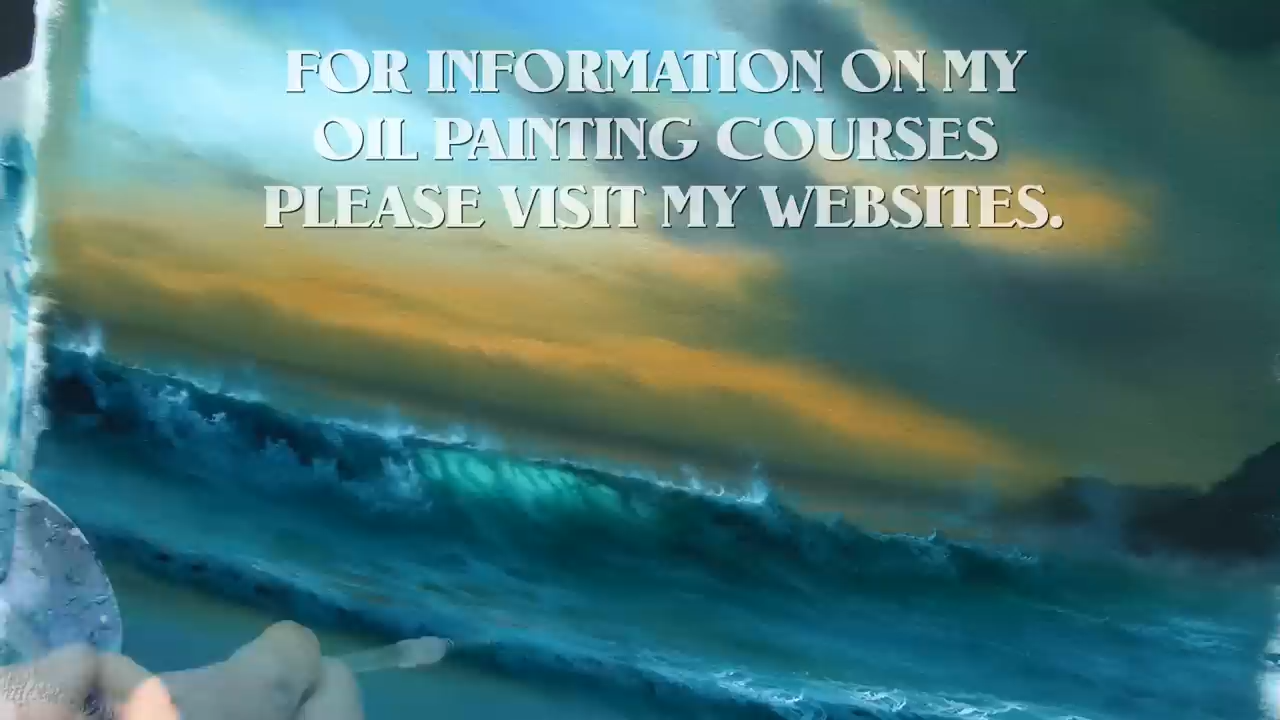 FOR INFORMATION ON MY
OIL PAINTING COURSES
PLEASE VISIT MY WEBSITES.